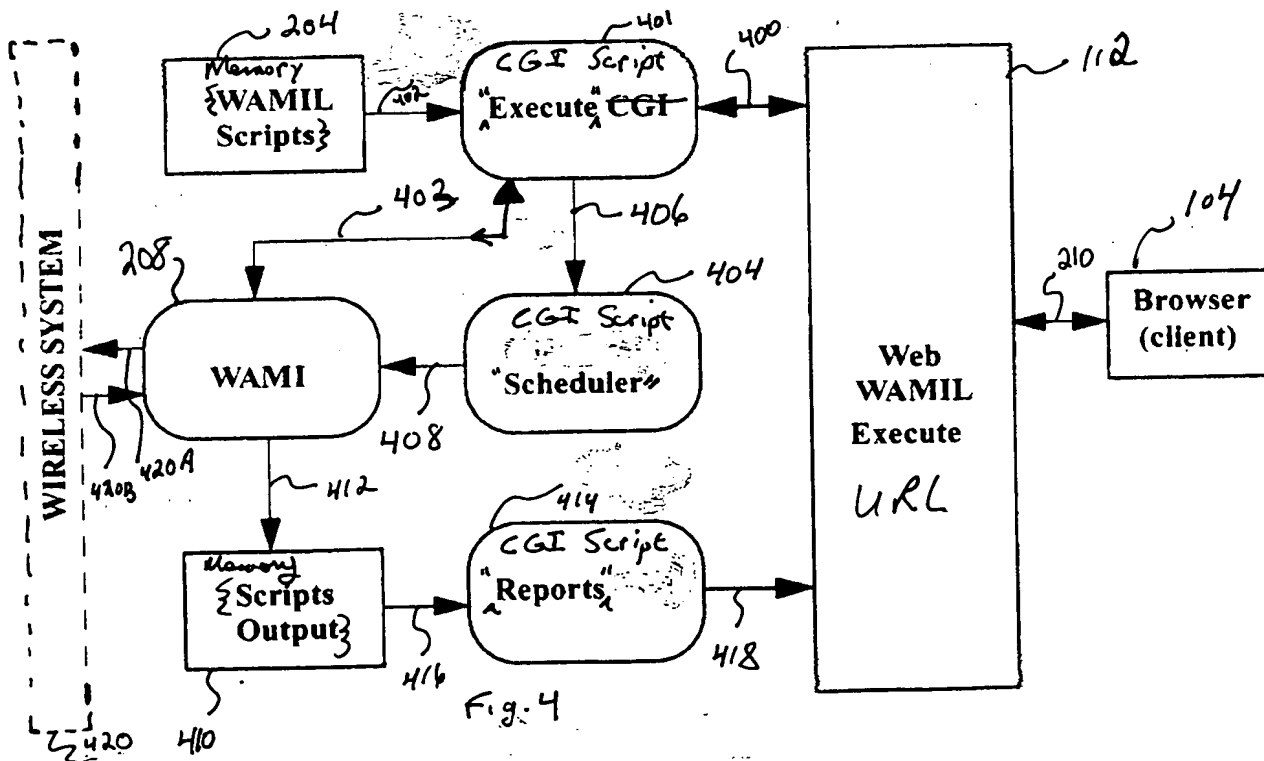 204
Memory
{WAMIL
Scripts}
402
401
CGI Script
"Execute" CGI
400
112
403
406
208
WAMI
404
CGI Script
"Scheduler"
408
WIRELESS SYSTEM
420B
420A
420
412
Memory
{Scripts
Output}
410
416
414
CGI Script
"Reports"
418
Web
WAMIL
Execute
URL
210
104
Browser
(client)
Fig. 4